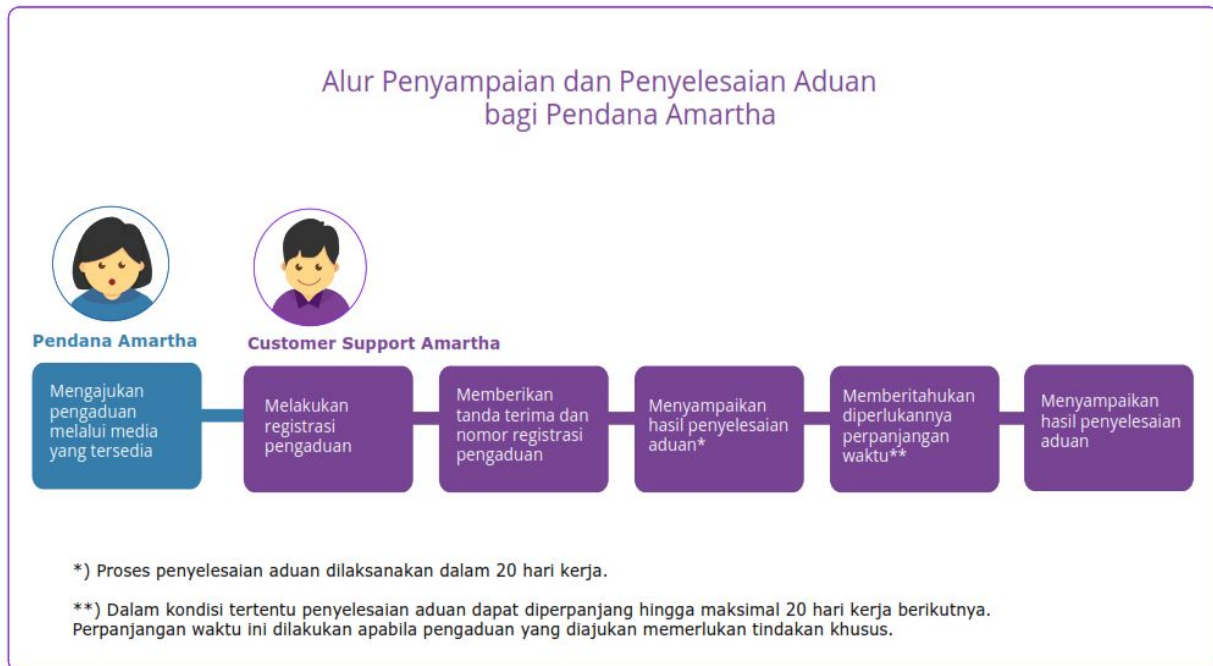 Alur Penyampaian dan Penyelesaian Aduan
bagi Pendana Amartha
Pendana Amartha
Customer Support Amartha
Mengajukan
pengaduan
melalui media
yang tersedia
Melakukan
registrasi
pengaduan
Memberikan
tanda terima dan
nomor registrasi
pengaduan
Menyampaikan
hasil penyelesaian
aduan*
Memberitahukan
diperlukannya
perpanjangan
waktu**
Menyampaikan
hasil penyelesaian
aduan
*) Proses penyelesaian aduan dilaksanakan dalam 20 hari kerja.
**) Dalam kondisi tertentu penyelesaian aduan dapat diperpanjang hingga maksimal 20 hari kerja berikutnya.
Perpanjangan waktu ini dilakukan apabila pengaduan yang diajukan memerlukan tindakan khusus.